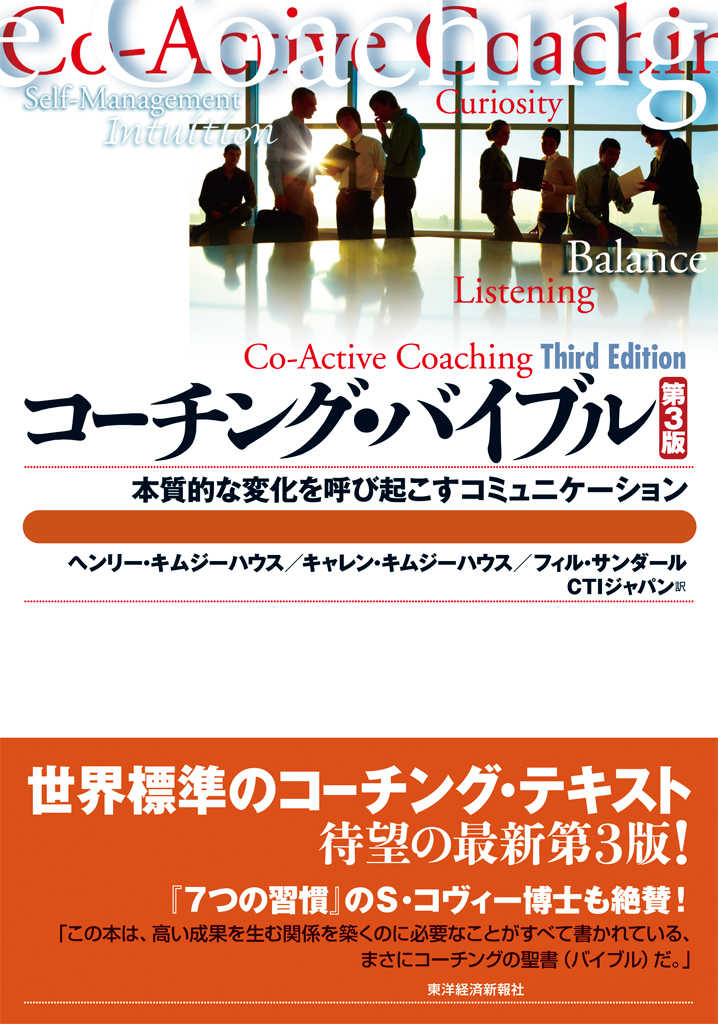 Co-Active Coachin
e Coaching
Self-Management
Intuition
Curiosity
Balance
Listening
Co-Active Coaching Third Edition
コーチング・バイブル 第3版
本質的な変化を呼び起こすコミュニケーション
ヘンリー・キムジーハウス／キャレン・キムジーハウス／フィル・サンダール
CTIジャパン訳
世界標準のコーチング・テキスト
待望の最新第3版!
『7つの習慣』のS・コヴィー博士も絶賛!
「この本は、高い成果を生む関係を築くのに必要なことがすべて書かれている、
まさにコーチングの聖書(バイブル)だ。」
東洋経済新報社